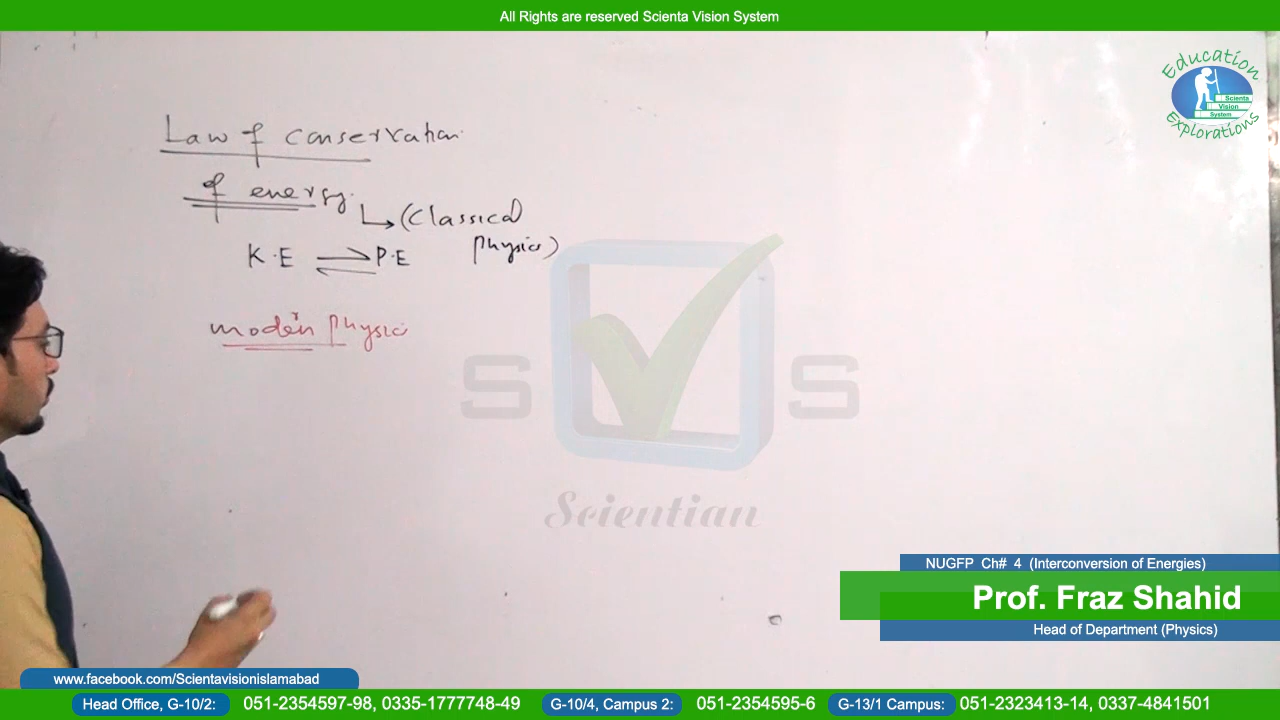 All Rights are reserved Scienta Vision System
Education
Scienta
Vision
System
Explorations
Law of conservation
of energy.
(Classical
Physics)
K.E ⇌ P.E
modern physic
S V S
Scientian
NUGFP Ch# 4 (Interconversion of Energies)
Prof. Fraz Shahid
Head of Department (Physics)
www.facebook.com/Scientavisionislamabad
Head Office, G-10/2: 051-2354597-98, 0335-1777748-49 G-10/4, Campus 2: 051-2354595-6 G-13/1 Campus: 051-2323413-14, 0337-4841501